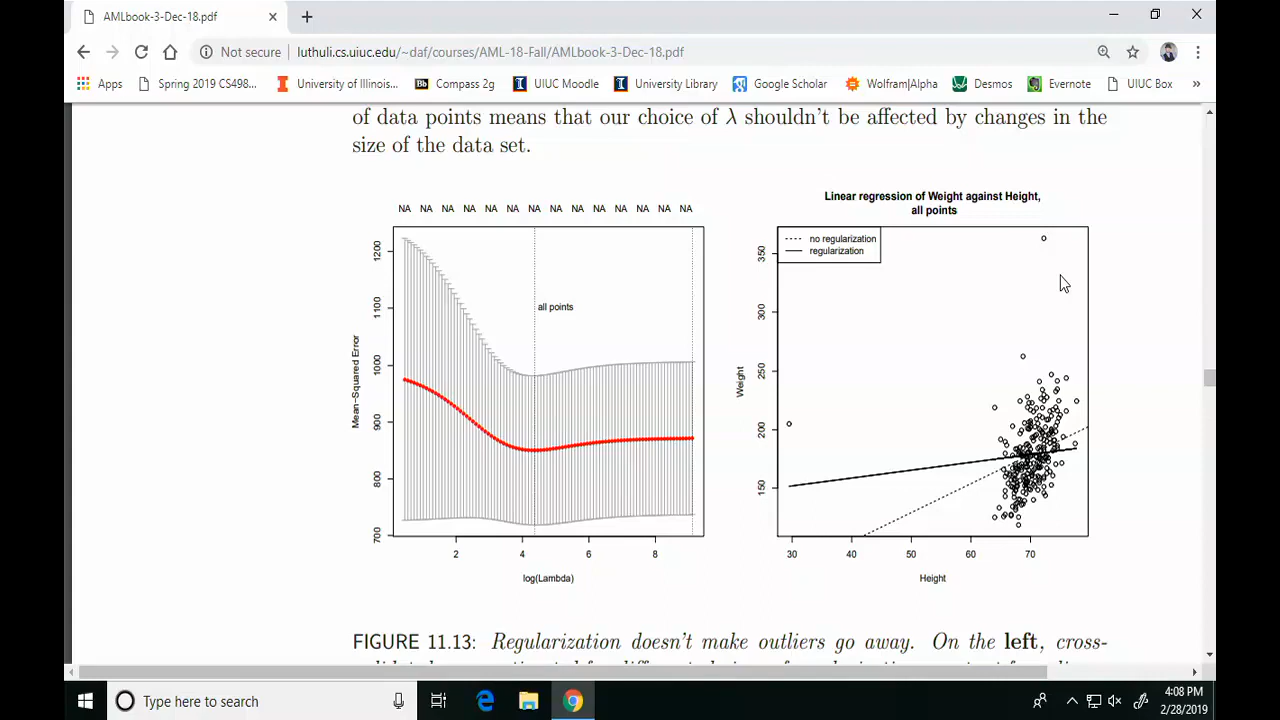 AMLbook-3-Dec-18.pdf
Not secure
luthuli.cs.uiuc.edu/~daf/courses/AML-18-Fall/AMLbook-3-Dec-18.pdf
Apps Spring 2019 CS498... University of Illinois... Bb Compass 2g UIUC Moodle University Library Google Scholar Wolfram|Alpha Desmos Evernote UIUC Box »
of data points means that our choice of λ shouldn't be affected by changes in the
size of the data set.
NA NA NA NA NA NA NA NA NA NA NA NA NA NA
1200
1100
1000
900
800
700
Mean-Squared Error
all points
2 4 6 8
log(Lambda)
Linear regression of Weight against Height,
all points
no regularization
regularization
350
300
250
200
150
Weight
30 40 50 60 70
Height
FIGURE 11.13: Regularization doesn't make outliers go away. On the left, cross-
Type here to search
4:08 PM
2/28/2019